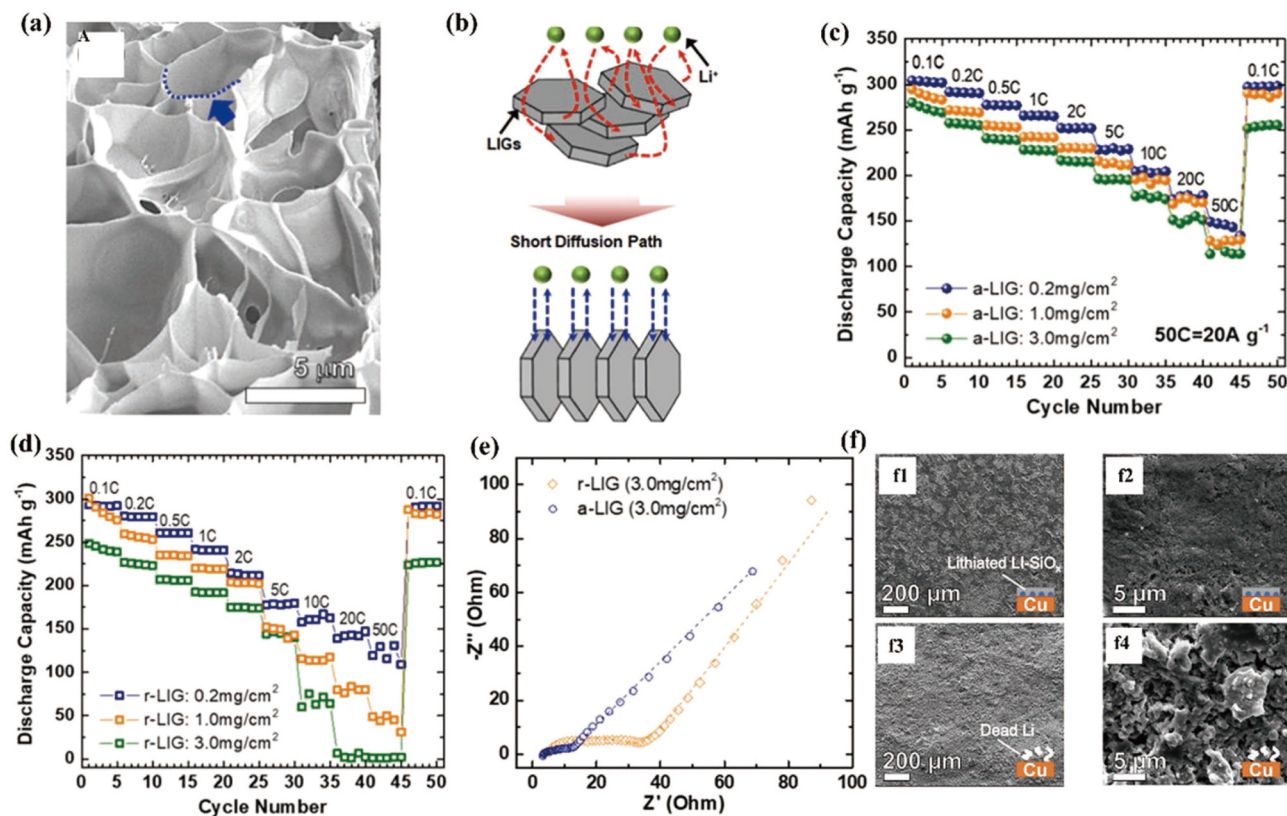 (a)
A
5 μm
(b)
Li⁺
LIGs
Short Diffusion Path
(c)
Discharge Capacity (mAh g⁻¹)
350
300
250
200
150
100
50
0
0.1C
0.2C
0.5C
1C
2C
5C
10C
20C
50C
0.1C
a-LIG: 0.2mg/cm²
a-LIG: 1.0mg/cm²
a-LIG: 3.0mg/cm²
50C=20A g⁻¹
0 5 10 15 20 25 30 35 40 45 50
Cycle Number
(d)
Discharge Capacity (mAh g⁻¹)
350
300
250
200
150
100
50
0
0.1C
0.2C
0.5C
1C
2C
5C
10C
20C
50C
0.1C
r-LIG: 0.2mg/cm²
r-LIG: 1.0mg/cm²
r-LIG: 3.0mg/cm²
0 5 10 15 20 25 30 35 40 45 50
Cycle Number
(e)
-Z'' (Ohm)
100
80
60
40
20
0
r-LIG (3.0mg/cm²)
a-LIG (3.0mg/cm²)
0 20 40 60 80 100
Z' (Ohm)
(f)
f1
Lithiated LI-SiOₓ
200 μm
Cu
f2
5 μm
Cu
f3
Dead Li
200 μm
Cu
f4
5 μm
Cu